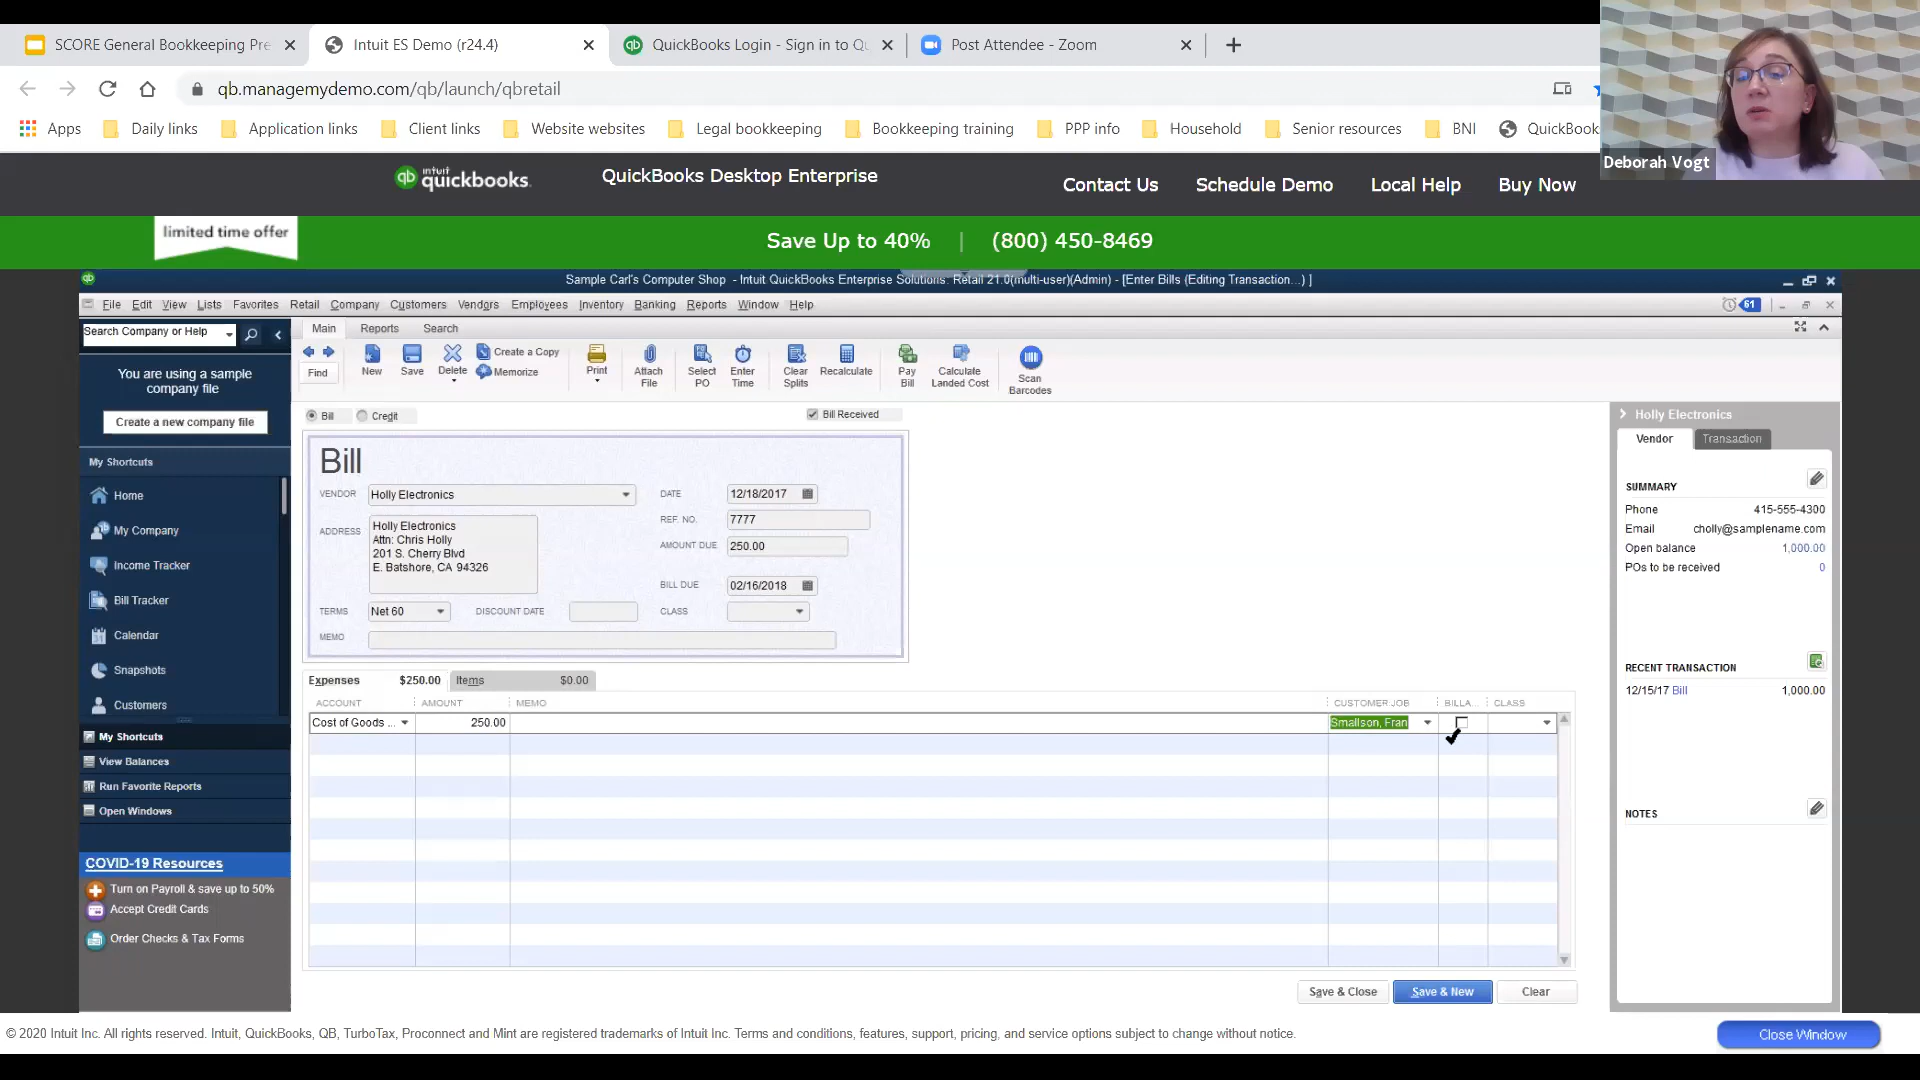 SCORE General Bookkeeping Pre
Intuit ES Demo (r24.4)
QuickBooks Login - Sign in to Qu
Post Attendee - Zoom
qb.managemydemo.com/qb/launch/qbretail
Apps
Daily links
Application links
Client links
Website websites
Legal bookkeeping
Bookkeeping training
PPP info
Household
Senior resources
BNI
QuickBook
Deborah Vogt
intuit
qb quickbooks.
QuickBooks Desktop Enterprise
Contact Us
Schedule Demo
Local Help
Buy Now
limited time offer
Save Up to 40% | (800) 450-8469
Sample Carl's Computer Shop - Intuit QuickBooks Enterprise Solutions: Retail 21.0(multi-user)(Admin) - [Enter Bills (Editing Transaction...) ]
File Edit View Lists Favorites Retail Company Customers Vendors Employees Inventory Banking Reports Window Help
61
Search Company or Help
Main
Reports
Search
You are using a sample
company file
Create a new company file
Find
New
Save
Delete
Create a Copy
Memorize
Print
Attach
File
Select
PO
Enter
Time
Clear
Splits
Recalculate
Pay
Bill
Calculate
Landed Cost
Scan
Barcodes
My Shortcuts
Home
My Company
Income Tracker
Bill Tracker
Calendar
Snapshots
Customers
My Shortcuts
View Balances
Run Favorite Reports
Open Windows
COVID-19 Resources
Turn on Payroll & save up to 50%
Accept Credit Cards
Order Checks & Tax Forms
Bill
Credit
Bill Received
Bill
VENDOR
Holly Electronics
DATE
12/18/2017
ADDRESS
Holly Electronics
Attn: Chris Holly
201 S. Cherry Blvd
E. Batshore, CA 94326
REF. NO.
7777
AMOUNT DUE
250.00
BILL DUE
02/16/2018
TERMS
Net 60
DISCOUNT DATE
CLASS
MEMO
Expenses $250.00
Items $0.00
ACCOUNT
AMOUNT
MEMO
CUSTOMER:JOB
BILLA...
CLASS
Cost of Goods ...
250.00
Smallson, Fran
Save & Close
Save & New
Clear
Holly Electronics
Vendor
Transaction
SUMMARY
Phone 415-555-4300
Email cholly@samplename.com
Open balance 1,000.00
POs to be received 0
RECENT TRANSACTION
12/15/17 Bill 1,000.00
NOTES
© 2020 Intuit Inc. All rights reserved. Intuit, QuickBooks, QB, TurboTax, Proconnect and Mint are registered trademarks of Intuit Inc. Terms and conditions, features, support, pricing, and service options subject to change without notice.
Close Window